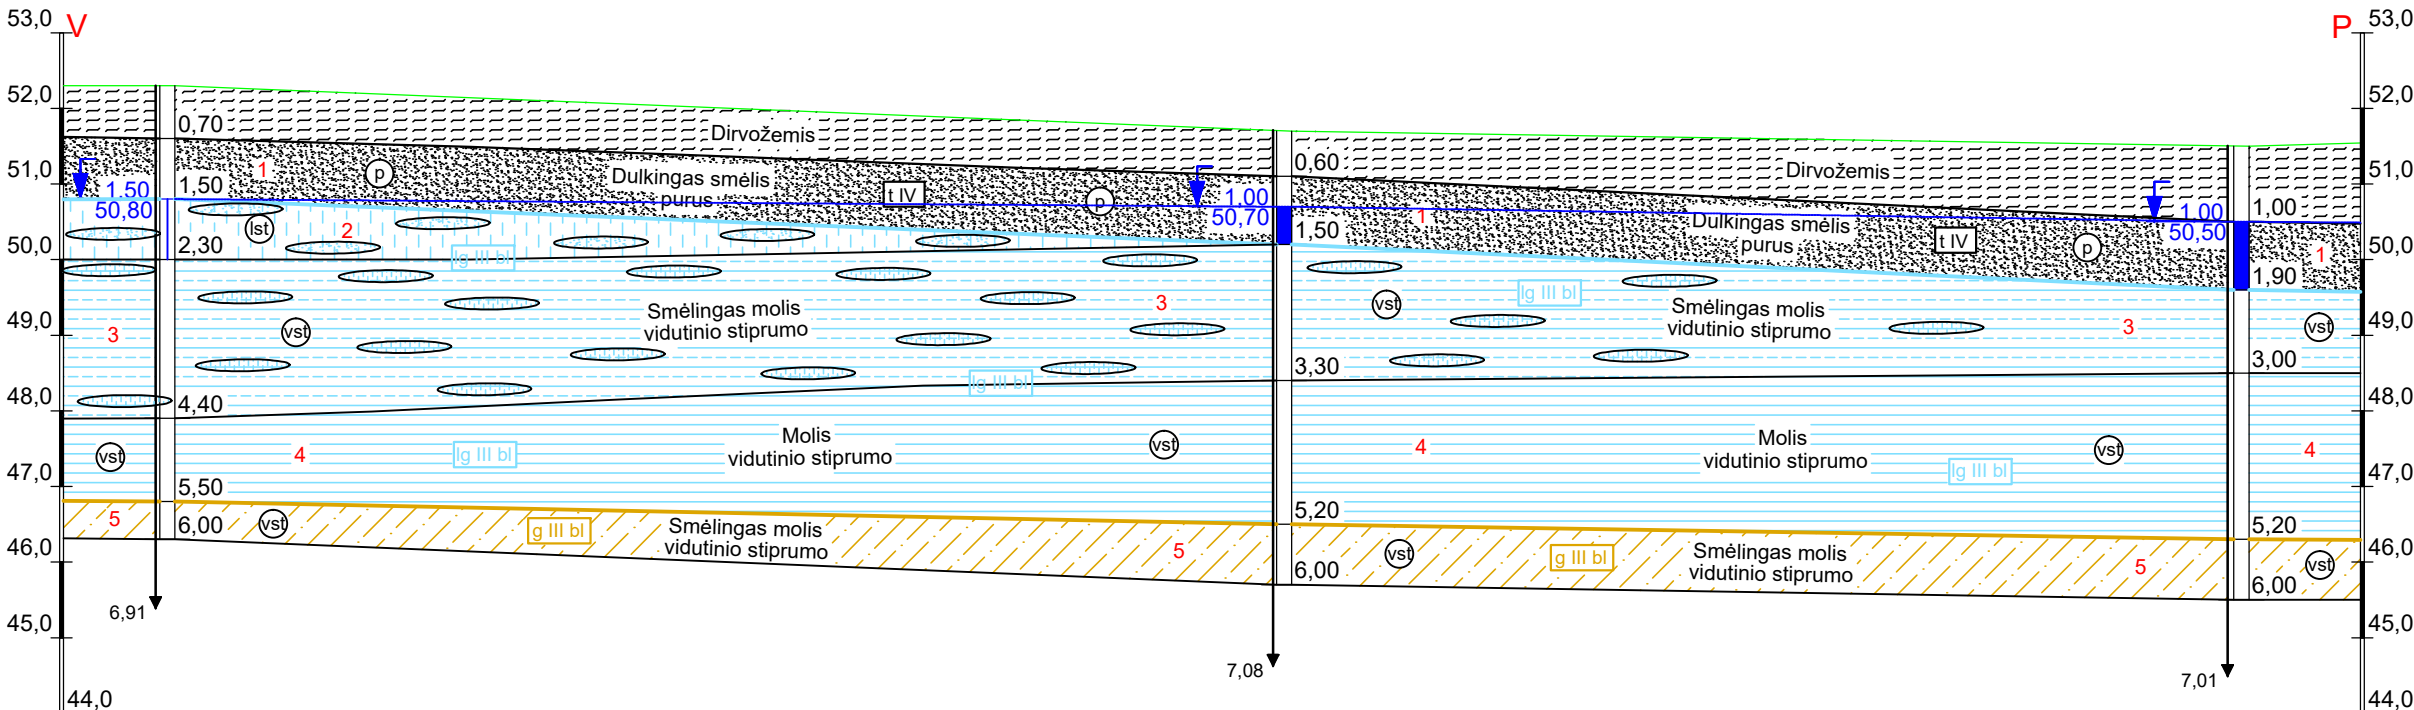 53,0
V
P
53,0
52,0
52,0
0,70
Dirvožemis
0,60
Dirvožemis
51,0
51,0
1
p
Dulkingas smėlis
purus
t IV
p
1.50
50,80
1,50
1.00
50,70
1
1,50
Dulkingas smėlis
purus
t IV
p
1,00
50,50
1,00
1
1,90
lst
2
lg III bl
50,0
50,0
2,30
3
vst
Smėlingas molis
vidutinio stiprumo
3
vst
lg III bl
Smėlingas molis
vidutinio stiprumo
3
vst
49,0
49,0
lg III bl
3,30
3,00
48,0
48,0
4,40
vst
4
lg III bl
Molis
vidutinio stiprumo
vst
4
Molis
vidutinio stiprumo
lg III bl
vst
4
47,0
47,0
5,50
5,20
5,20
5
6,00
vst
g III bl
Smėlingas molis
vidutinio stiprumo
5
6,00
vst
g III bl
Smėlingas molis
vidutinio stiprumo
5
vst
6,00
46,0
46,0
6,91
45,0
45,0
7,08
7,01
44,0
44,0